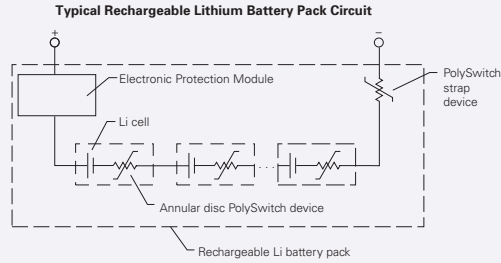 Typical Rechargeable Lithium Battery Pack Circuit
+
–
Electronic Protection Module
PolySwitch
strap
device
Li cell
Annular disc PolySwitch device
Rechargeable Li battery pack